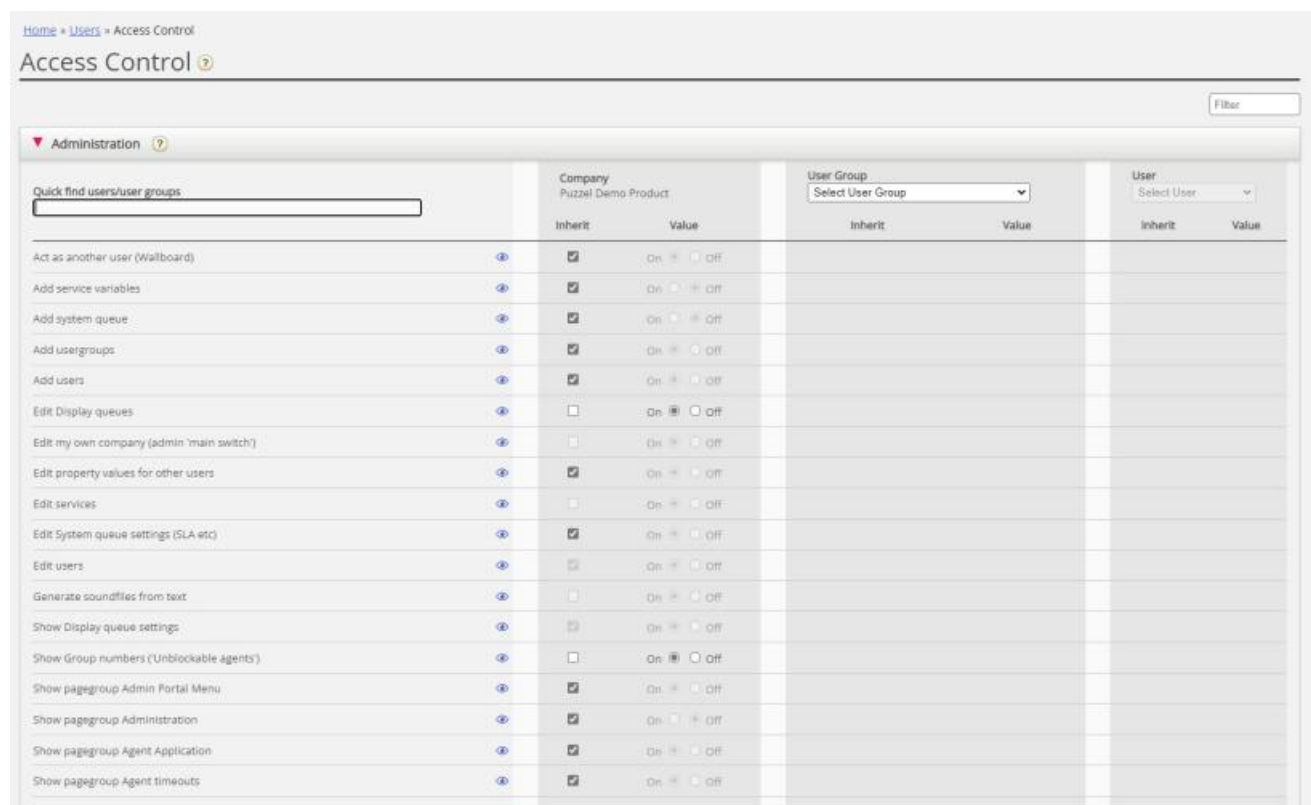 Home » Users » Access Control
Access Control ?
Filter
Administration ?
Quick find users/user groups
Company
Puzzel Demo Product
User Group
Select User Group
User
Select User
Inherit Value Inherit Value Inherit Value
Act as another user (Wallboard) On Off
Add service variables On Off
Add system queue On Off
Add usergroups On Off
Add users On Off
Edit Display queues On Off
Edit my own company (admin 'main switch') On Off
Edit property values for other users On Off
Edit services On Off
Edit System queue settings (SLA etc) On Off
Edit users On Off
Generate soundfiles from text On Off
Show Display queue settings On Off
Show Group numbers ('Unblockable agents') On Off
Show pagegroup Admin Portal Menu On Off
Show pagegroup Administration On Off
Show pagegroup Agent Application On Off
Show pagegroup Agent timeouts On Off